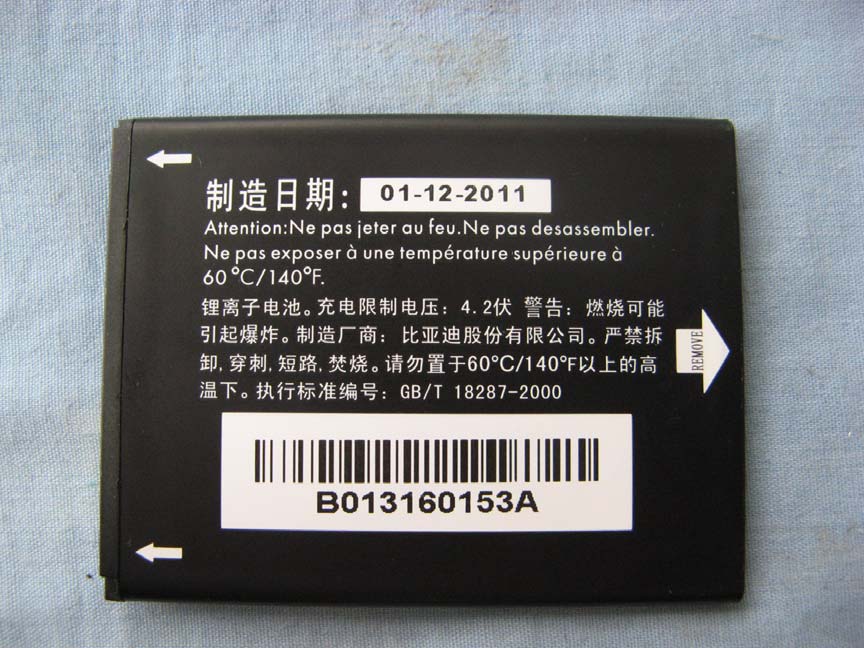 制造日期: 01-12-2011
Attention:Ne pas jeter au feu.Ne pas desassembler.
Ne pas exposer à une température supérieure à
60°C/140°F.
锂离子电池。充电限制电压: 4.2伏 警告: 燃烧可能
引起爆炸。制造厂商: 比亚迪股份有限公司。严禁拆
卸,穿刺,短路,焚烧。请勿置于60℃/140°F以上的高
温下。执行标准编号: GB/T 18287-2000
REMOVE
B013160153A